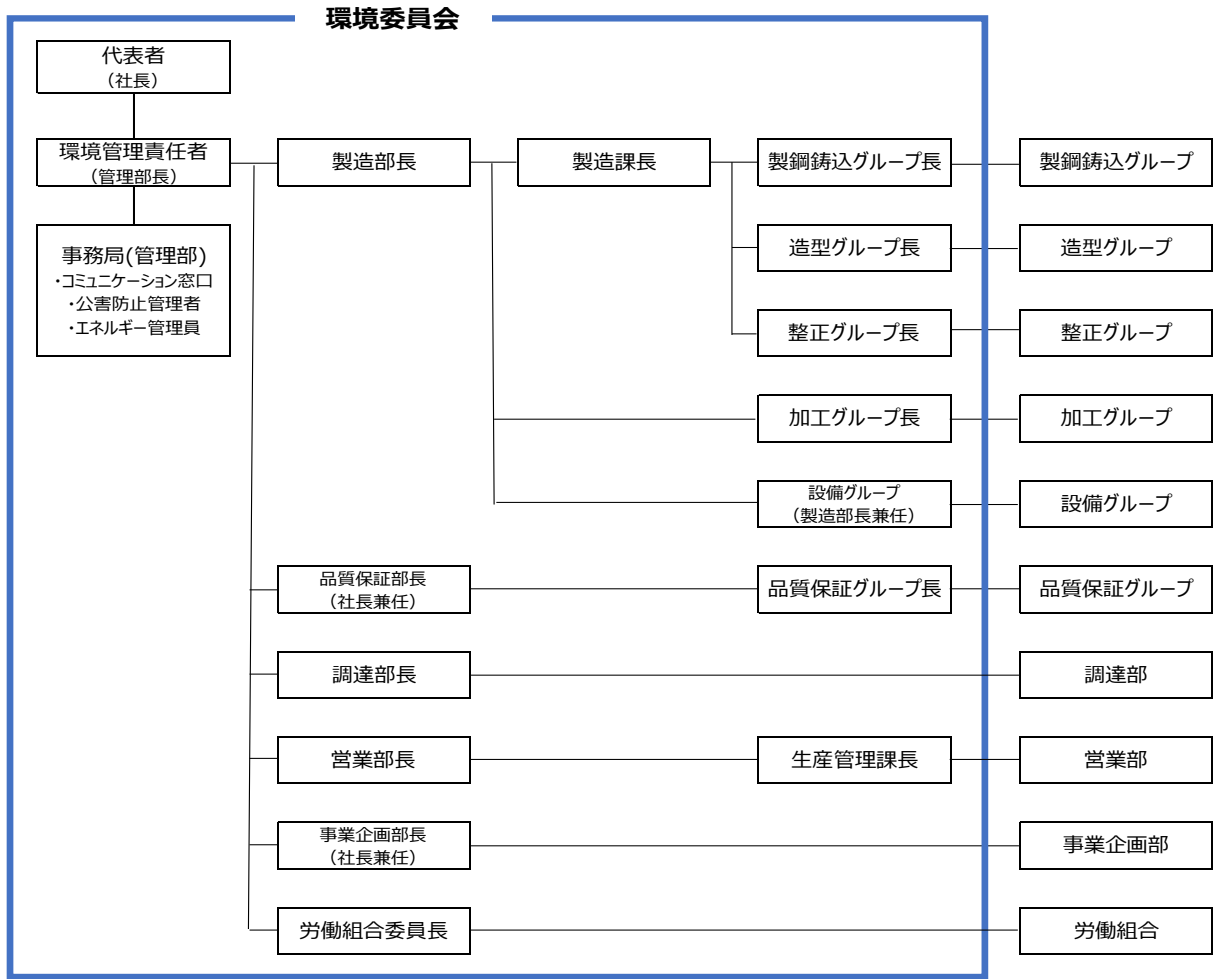 環境委員会
代表者
（社長）
環境管理責任者
（管理部長）
製造部長
製造課長
製鋼鋳込グループ長
製鋼鋳込グループ
事務局(管理部)
・コミュニケーション窓口
・公害防止管理者
・エネルギー管理員
造型グループ長
造型グループ
整正グループ長
整正グループ
加工グループ長
加工グループ
設備グループ
（製造部長兼任）
設備グループ
品質保証部長
（社長兼任）
品質保証グループ長
品質保証グループ
調達部長
調達部
営業部長
生産管理課長
営業部
事業企画部長
（社長兼任）
事業企画部
労働組合委員長
労働組合